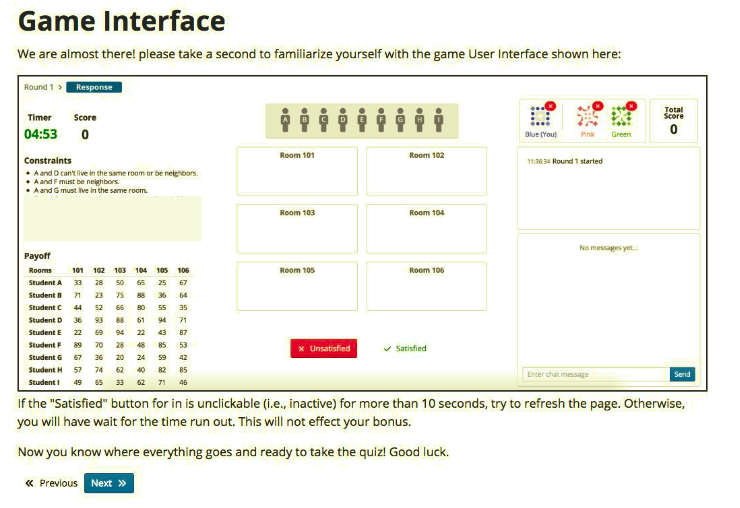 Game Interface
We are almost there! please take a second to familiarize yourself with the game User Interface shown here:
Round 1 > Response
Timer Score
04:53 0
Constraints
• A and D can't live in the same room or be neighbors.
• A and F must be neighbors.
• A and G must live in the same room.
Payoff
Rooms 101 102 103 104 105 106
Student A 33 28 50 65 25 67
Student B 71 23 75 88 36 64
Student C 44 52 66 80 55 35
Student D 36 93 88 61 94 71
Student E 22 69 94 22 43 87
Student F 89 70 28 48 85 53
Student G 67 36 20 24 59 42
Student H 57 74 62 40 82 85
Student I 49 65 33 62 71 46
A B C D E F G H I
Room 101 Room 102
Room 103 Room 104
Room 105 Room 106
× Unsatisfied ✓ Satisfied
Blue (You) Pink Green
Total
Score
0
11:36:34 Round 1 started
No messages yet...
Enter chat message Send
If the "Satisfied" button for in is unclickable (i.e., inactive) for more than 10 seconds, try to refresh the page. Otherwise,
you will have wait for the time run out. This will not effect your bonus.
Now you know where everything goes and ready to take the quiz! Good luck.
« Previous Next »